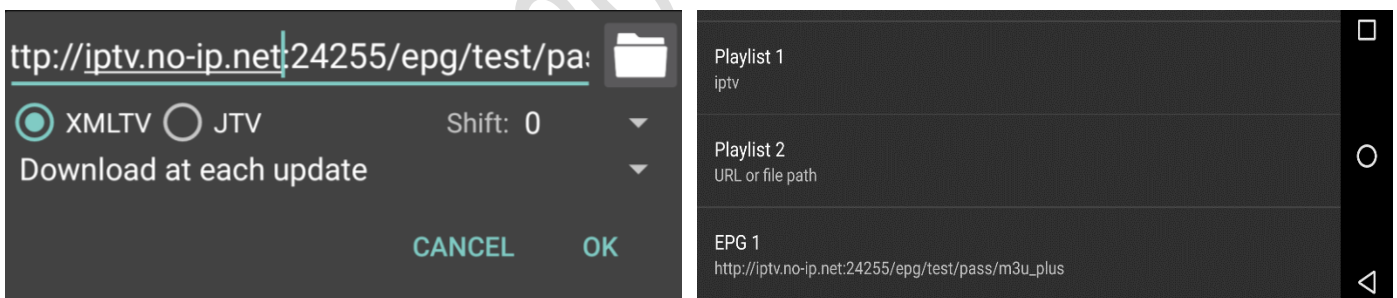 ttp://iptv.no-ip.net:24255/epg/test/pas
XMLTV JTV Shift: 0
Download at each update
CANCEL OK
Playlist 1
iptv
Playlist 2
URL or file path
EPG 1
http://iptv.no-ip.net:24255/epg/test/pass/m3u_plus